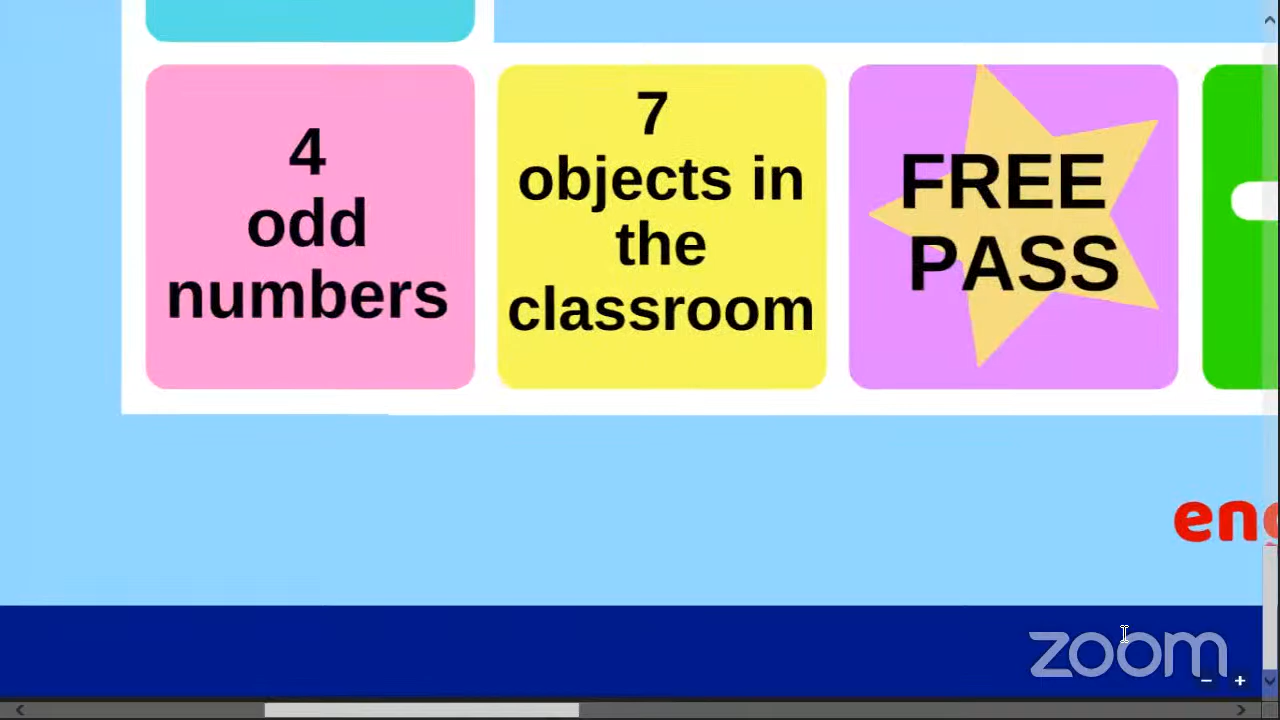 4
odd
numbers
7
objects in
the
classroom
FREE
PASS
zoom